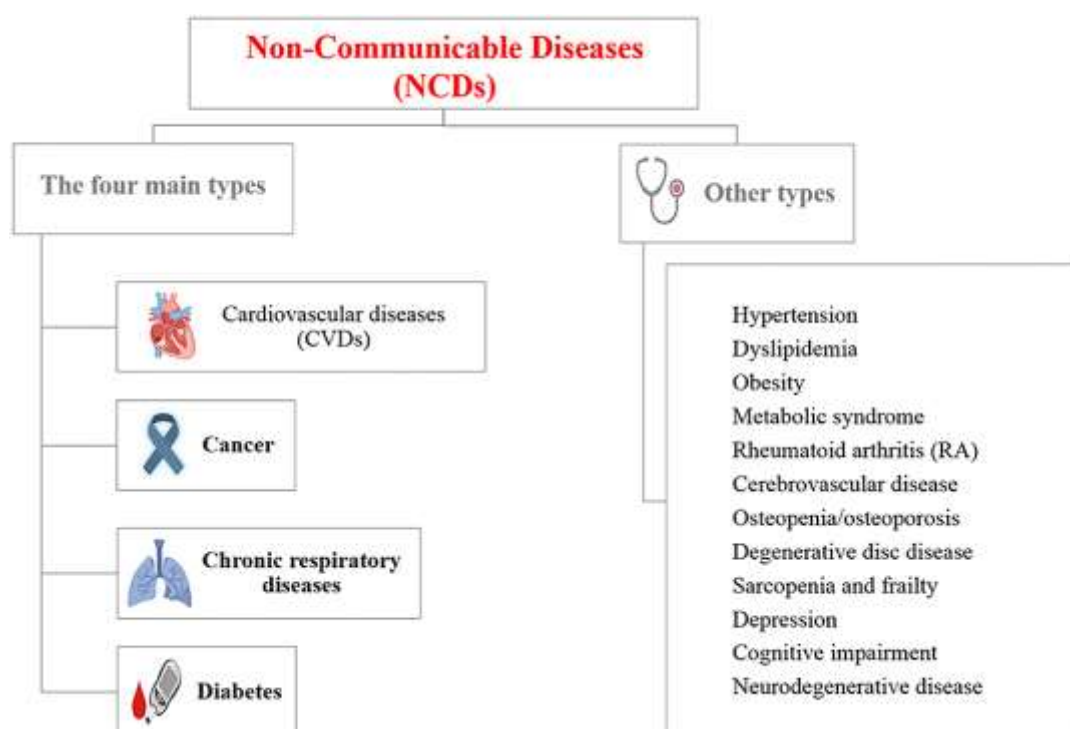 Non-Communicable Diseases
(NCDs)
The four main types
Cardiovascular diseases
(CVDs)
Cancer
Chronic respiratory
diseases
Diabetes
Other types
Hypertension
Dyslipidemia
Obesity
Metabolic syndrome
Rheumatoid arthritis (RA)
Cerebrovascular disease
Osteopenia/osteoporosis
Degenerative disc disease
Sarcopenia and frailty
Depression
Cognitive impairment
Neurodegenerative disease